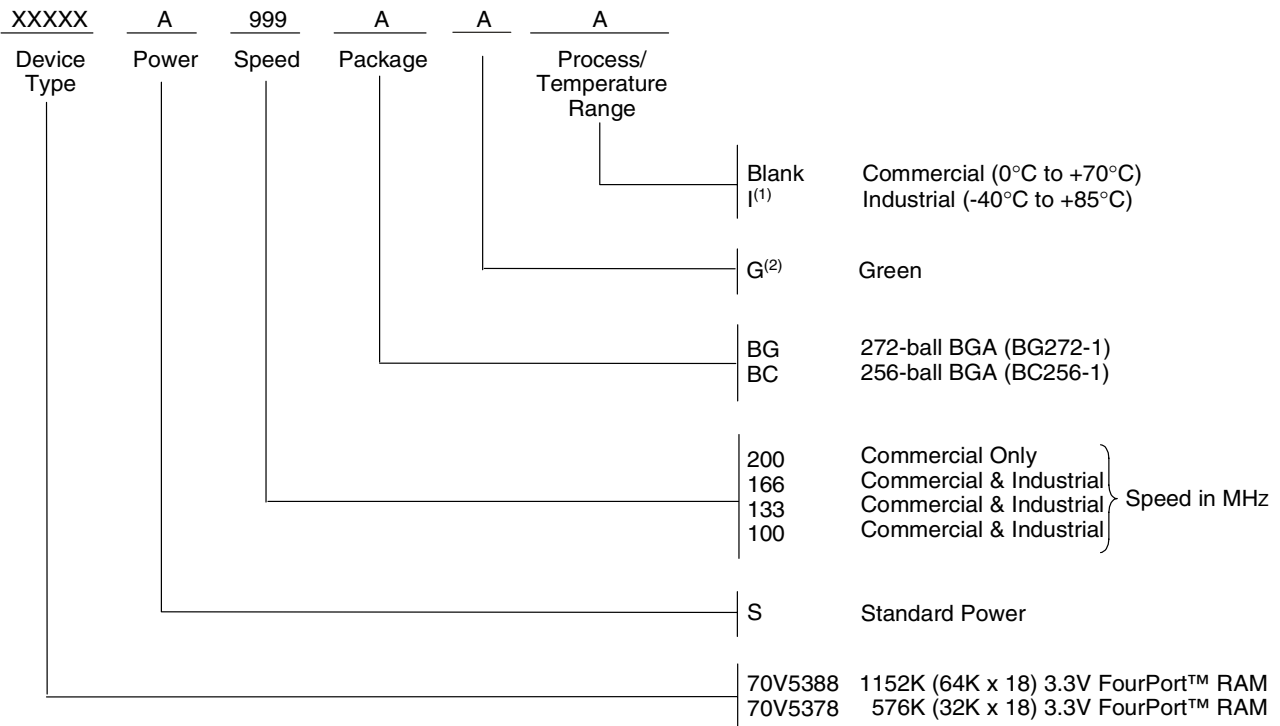 XXXXX A 999 A A A
Device Type
Power
Speed
Package
Process/ Temperature Range
Blank Commercial (0°C to +70°C)
I(1) Industrial (-40°C to +85°C)
G(2) Green
BG 272-ball BGA (BG272-1)
BC 256-ball BGA (BC256-1)
200 Commercial Only
166 Commercial & Industrial
133 Commercial & Industrial
100 Commercial & Industrial
Speed in MHz
S Standard Power
70V5388 1152K (64K x 18) 3.3V FourPort™ RAM
70V5378 576K (32K x 18) 3.3V FourPort™ RAM